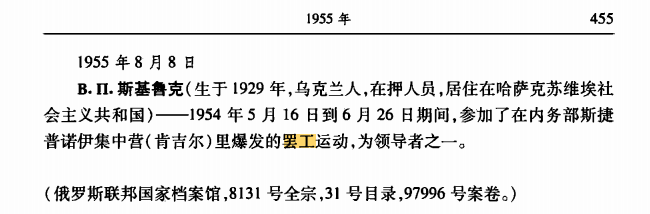 1955 年 455
1955 年 8 月 8 日
В. П. 斯基鲁克(生于 1929 年,乌克兰人,在押人员,居住在哈萨克苏维埃社
会主义共和国)——1954 年 5 月 16 日到 6 月 26 日期间,参加了在内务部斯捷
普诺伊集中营(肯吉尔)里爆发的罢工运动,为领导者之一。
(俄罗斯联邦国家档案馆,8131 号全宗,31 号目录,97996 号案卷。)